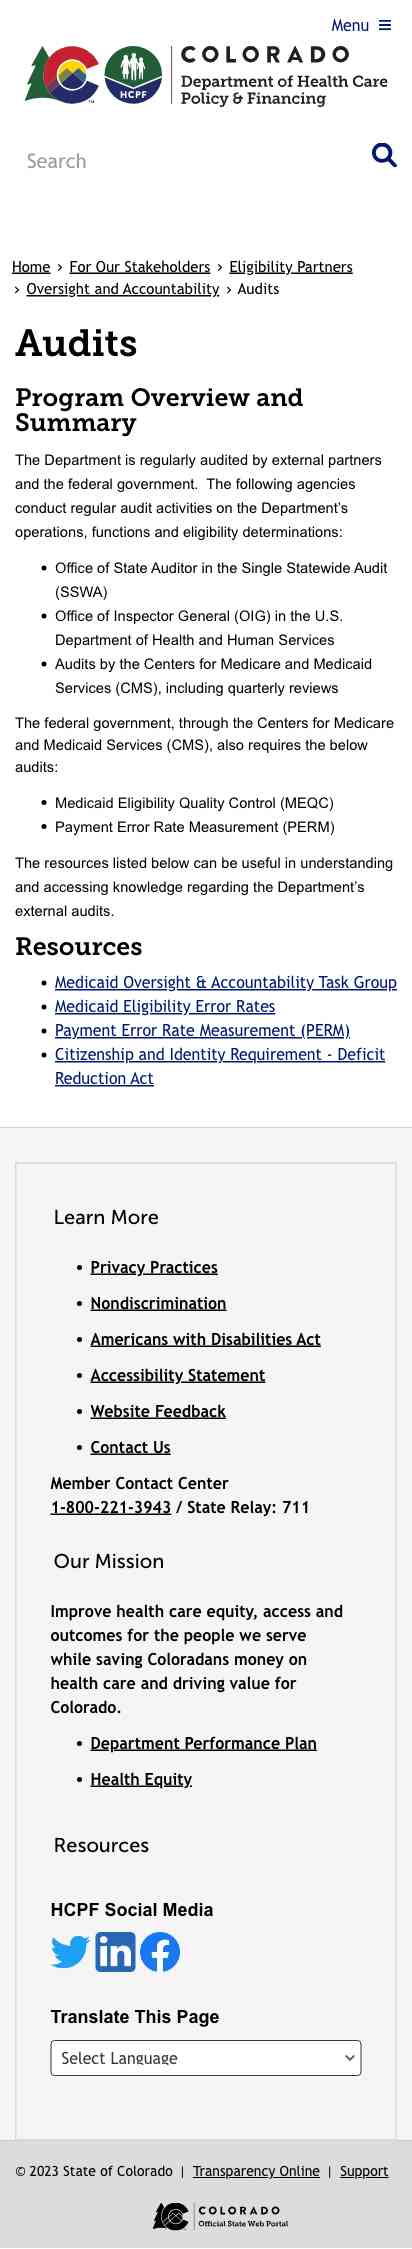 Menu
COLORADO
Department of Health Care
Policy & Financing
HCPF
TM
Search
Home › For Our Stakeholders › Eligibility Partners
› Oversight and Accountability › Audits
Audits
Program Overview and
Summary
The Department is regularly audited by external partners
and the federal government.  The following agencies
conduct regular audit activities on the Department's
operations, functions and eligibility determinations:
• Office of State Auditor in the Single Statewide Audit
(SSWA)
• Office of Inspector General (OIG) in the U.S.
Department of Health and Human Services
• Audits by the Centers for Medicare and Medicaid
Services (CMS), including quarterly reviews
The federal government, through the Centers for Medicare
and Medicaid Services (CMS), also requires the below
audits:
• Medicaid Eligibility Quality Control (MEQC)
• Payment Error Rate Measurement (PERM)
The resources listed below can be useful in understanding
and accessing knowledge regarding the Department's
external audits.
Resources
• Medicaid Oversight & Accountability Task Group
• Medicaid Eligibility Error Rates
• Payment Error Rate Measurement (PERM)
• Citizenship and Identity Requirement - Deficit
Reduction Act
Learn More
• Privacy Practices
• Nondiscrimination
• Americans with Disabilities Act
• Accessibility Statement
• Website Feedback
• Contact Us
Member Contact Center
1-800-221-3943 / State Relay: 711
Our Mission
Improve health care equity, access and
outcomes for the people we serve
while saving Coloradans money on
health care and driving value for
Colorado.
• Department Performance Plan
• Health Equity
Resources
HCPF Social Media
Translate This Page
Select Language
© 2023 State of Colorado | Transparency Online | Support
COLORADO
Official State Web Portal